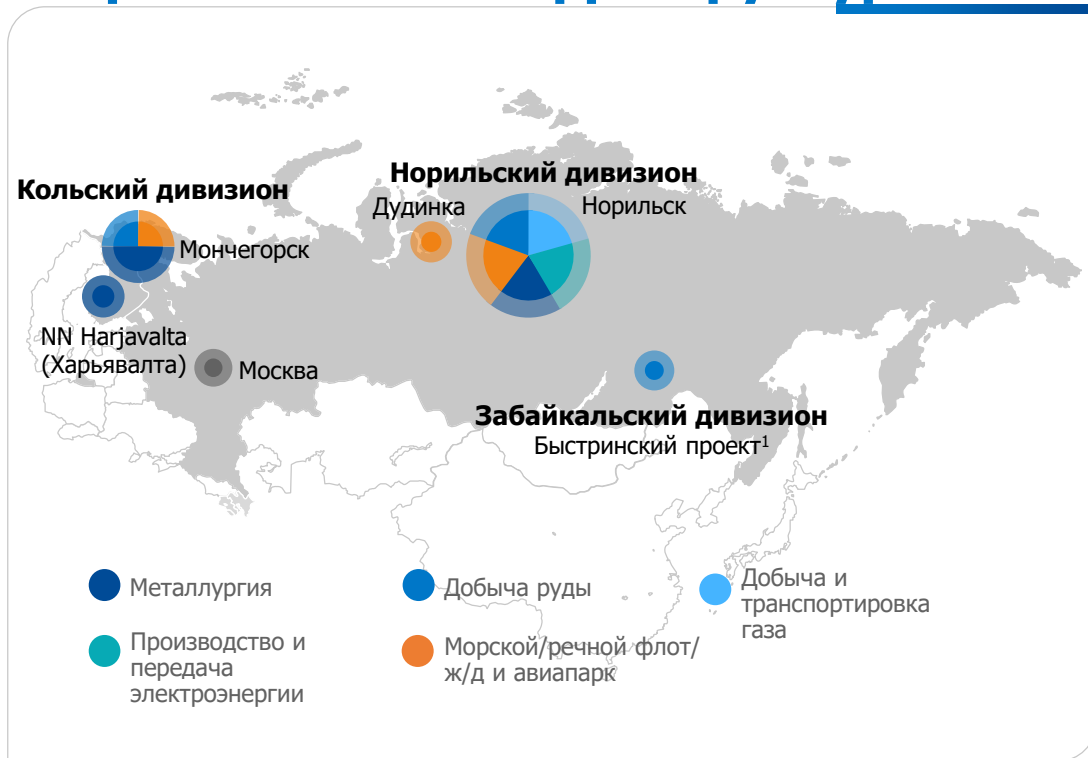 Кольский дивизион
Норильский дивизион
Дудинка
Норильск
Мончегорск
NN Harjavalta
(Харьявалта)
Москва
Забайкальский дивизион
Быстринский проект¹
Металлургия
Добыча руды
Добыча и
транспортировка
газа
Производство и
передача
электроэнергии
Морской/речной флот/
ж/д и авиапарк